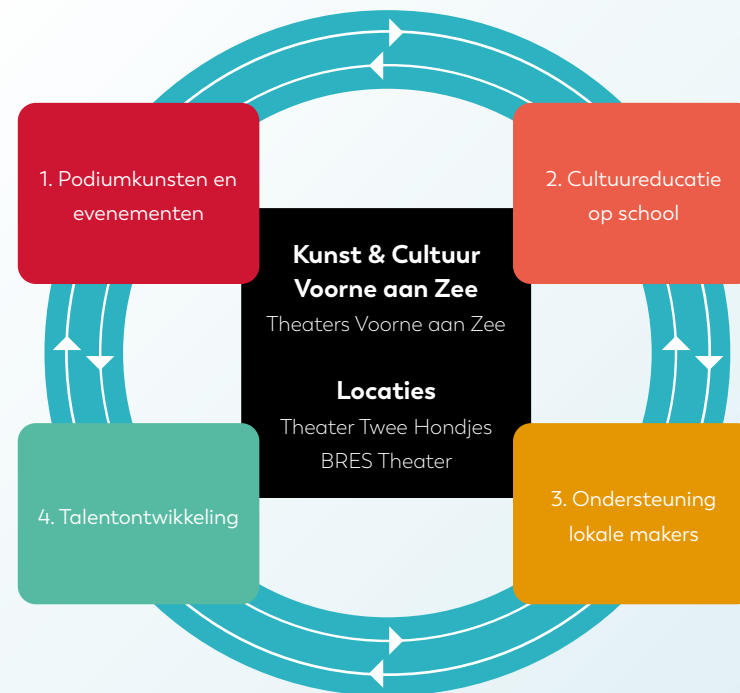 1. Podiumkunsten en
evenementen
2. Cultuureducatie
op school
Kunst & Cultuur
Voorne aan Zee
Theaters Voorne aan Zee
Locaties
Theater Twee Hondjes
BRES Theater
4. Talentontwikkeling
3. Ondersteuning
lokale makers